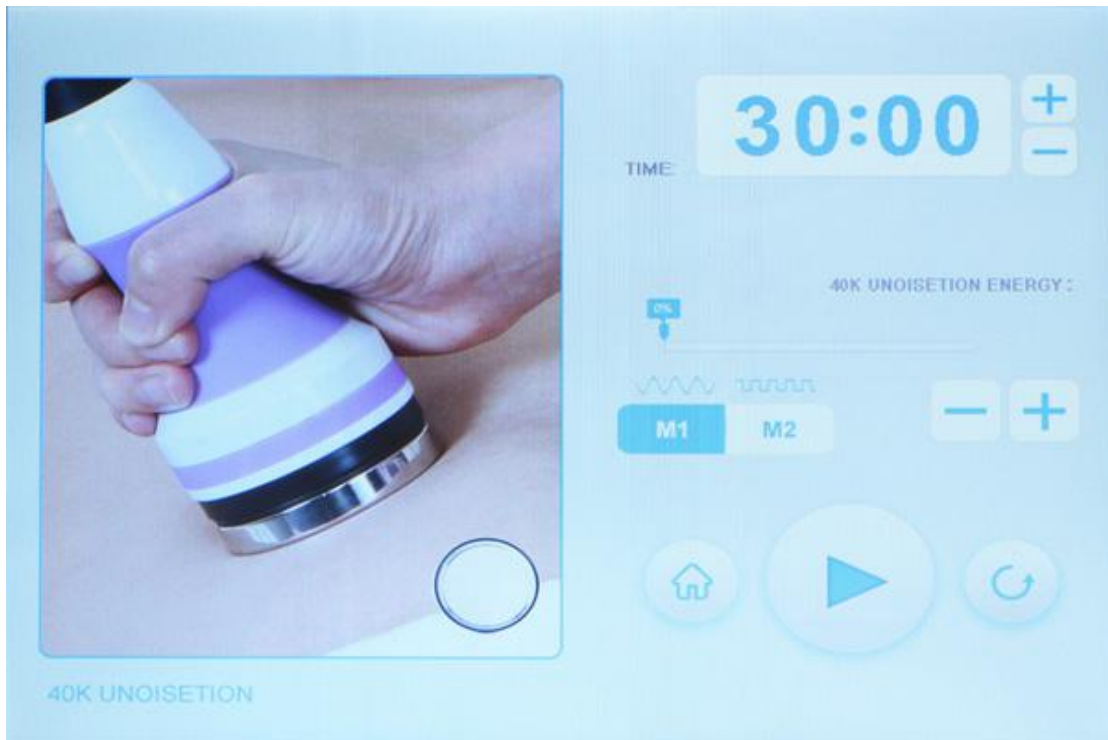 30:00
TIME:
40K UNOISETION ENERGY:
0%
M1 M2
40K UNOISETION